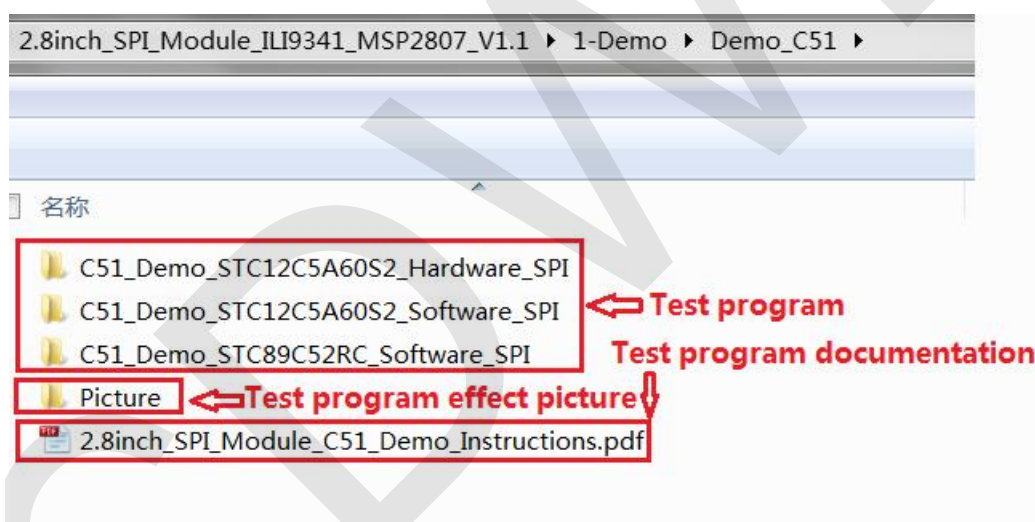 2.8inch_SPI_Module_ILI9341_MSP2807_V1.1 ▸ 1-Demo ▸ Demo_C51 ▸
名称
C51_Demo_STC12C5A60S2_Hardware_SPI
C51_Demo_STC12C5A60S2_Software_SPI
Test program
C51_Demo_STC89C52RC_Software_SPI
Test program documentation
Picture
Test program effect picture
2.8inch_SPI_Module_C51_Demo_Instructions.pdf